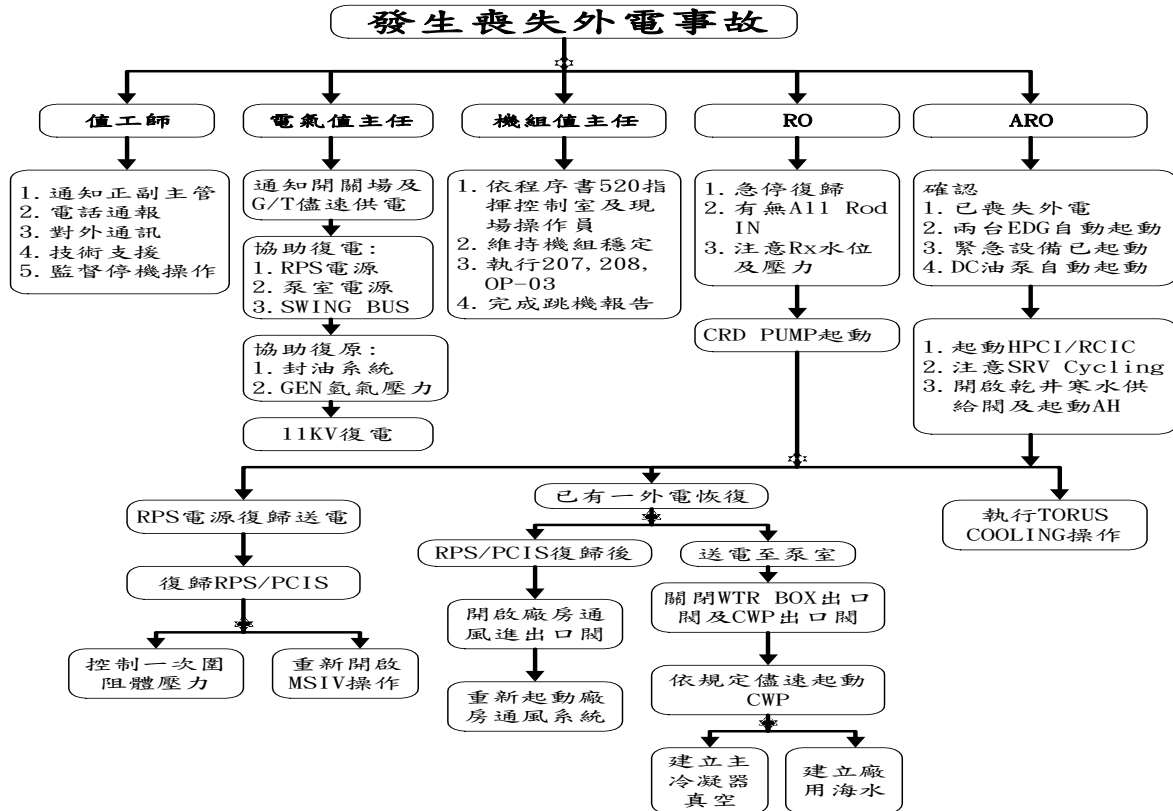 發生喪失外電事故
值工師
電氣值主任
機組值主任
RO
ARO
1. 通知正副主管
2. 電話通報
3. 對外通訊
4. 技術支援
5. 監督停機操作
通知開關場及
G/T儘速供電
協助復電:
1. RPS電源
2. 泵室電源
3. SWING BUS
協助復原:
1. 封油系統
2. GEN氫氣壓力
11KV復電
1. 依程序書520指
揮控制室及現
場操作員
2. 維持機組穩定
3. 執行207, 208,
OP-03
4. 完成跳機報告
1. 急停復歸
2. 有無All Rod
IN
3. 注意Rx水位
及壓力
CRD PUMP起動
確認
1. 已喪失外電
2. 兩台EDG自動起動
3. 緊急設備已起動
4. DC油泵自動起動
1. 起動HPCI/RCIC
2. 注意SRV Cycling
3. 開啟乾井寒水供
給閥及起動AH
RPS電源復歸送電
復歸RPS/PCIS
控制一次圍
阻體壓力
重新開啟
MSIV操作
已有一外電恢復
RPS/PCIS復歸後
開啟廠房通
風進出口閥
重新起動廠
房通風系統
送電至泵室
關閉WTR BOX出口
閥及CWP出口閥
依規定儘速起動
CWP
建立主
冷凝器
真空
建立廠
用海水
執行TORUS
COOLING操作